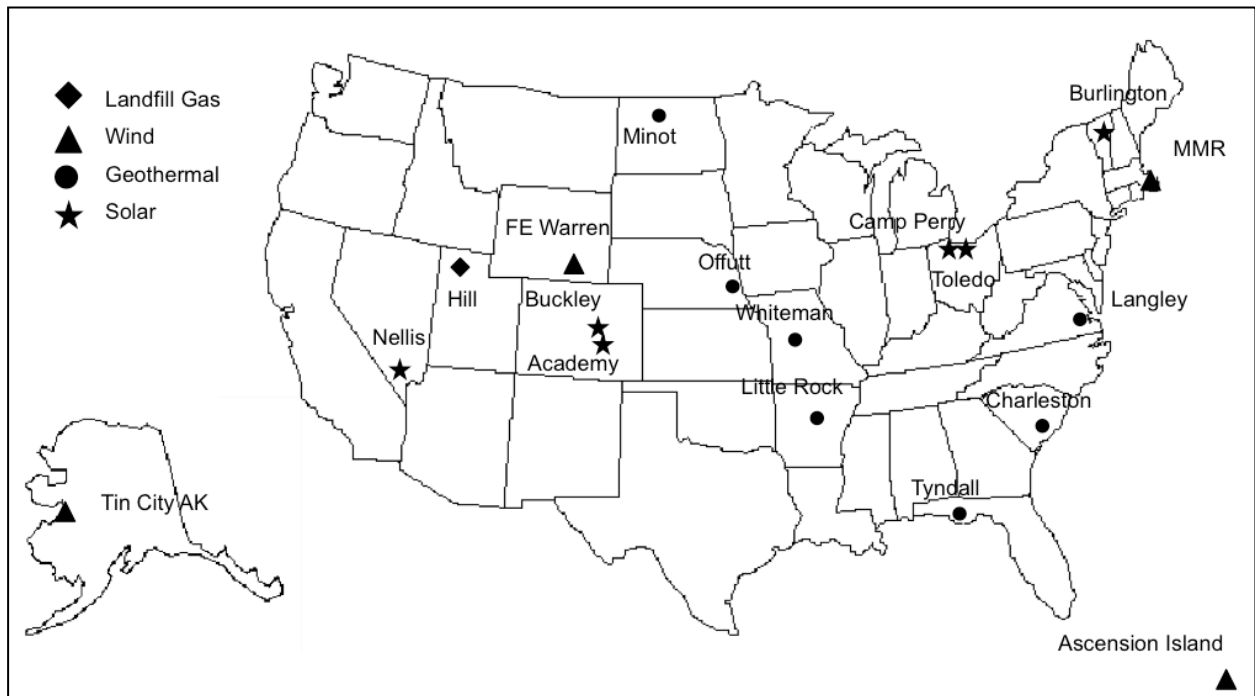 Landfill Gas
Wind
Geothermal
Solar
Burlington
Minot
MMR
Camp Perry
FE Warren
Offutt
Toledo
Hill
Buckley
Langley
Whiteman
Nellis
Academy
Little Rock
Charleston
Tyndall
Tin City AK
Ascension Island